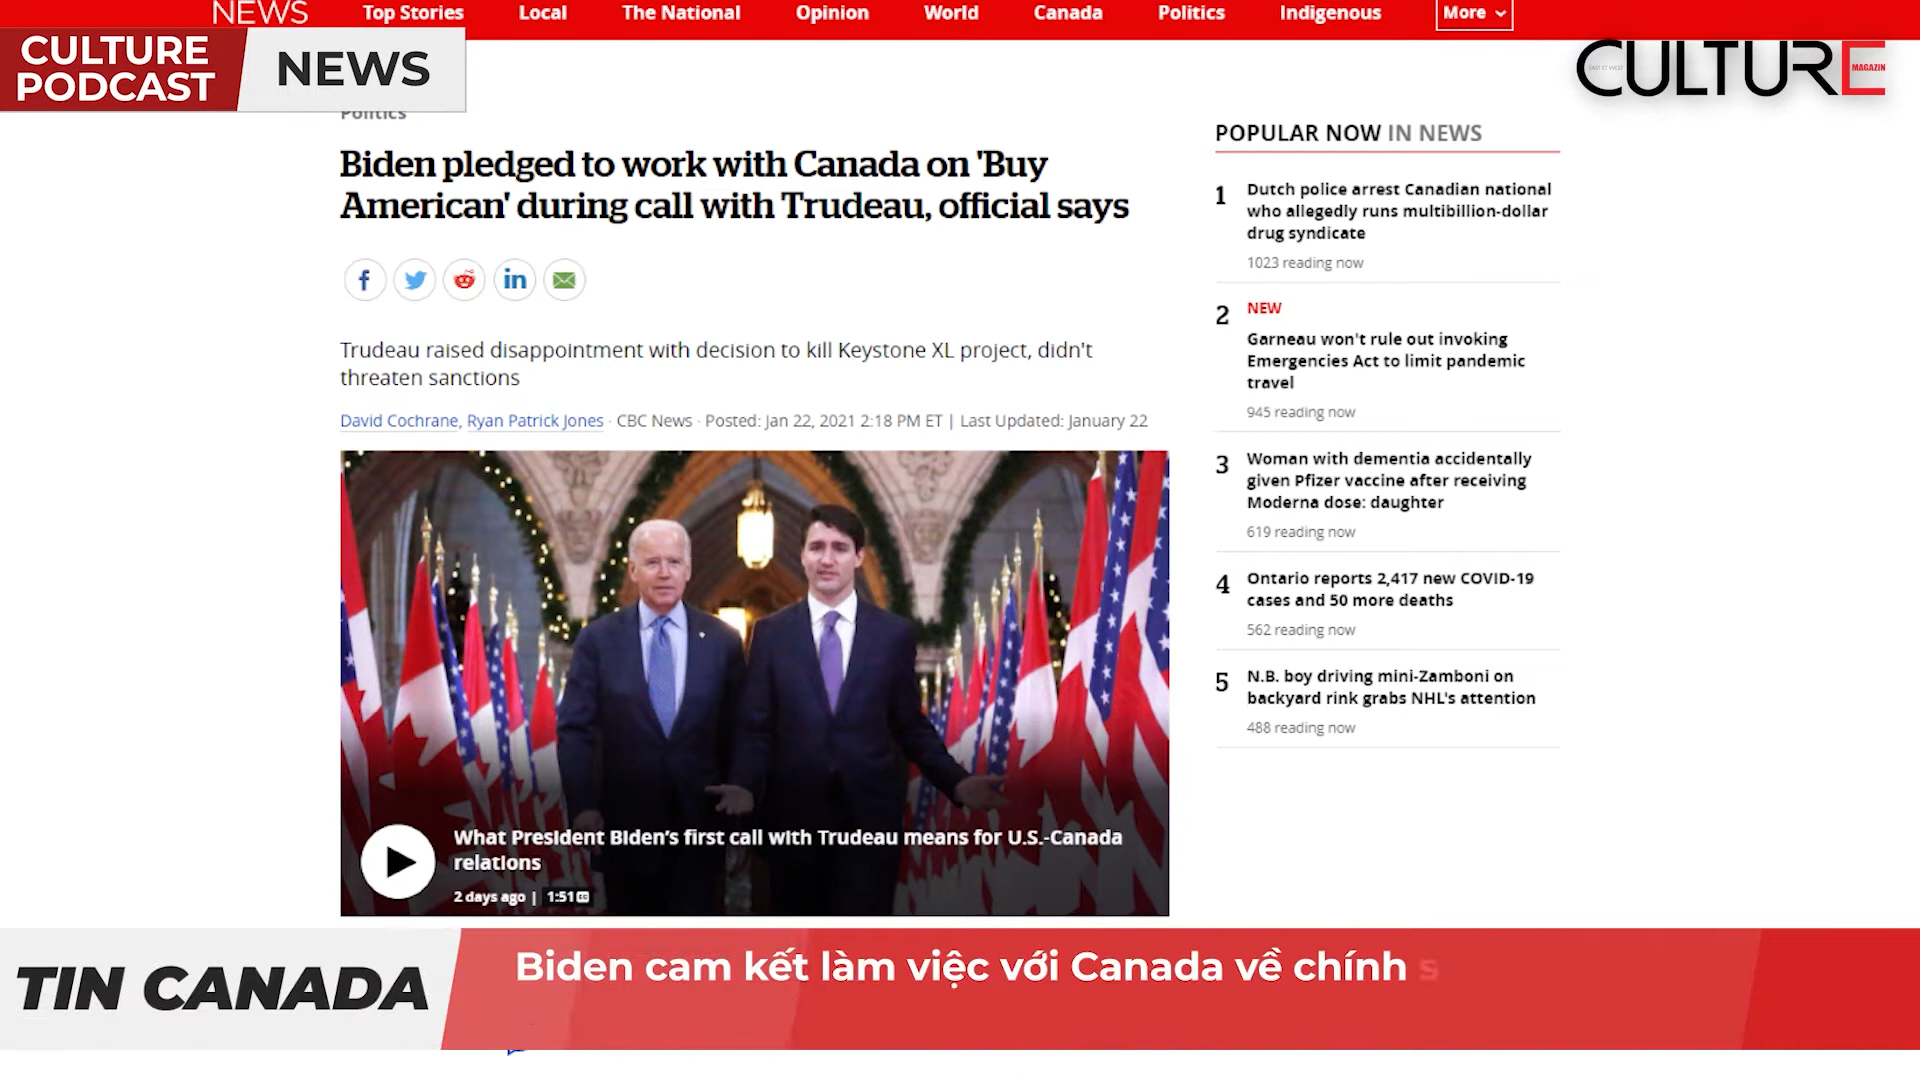 NEWS
Top Stories Local The National Opinion World Canada Politics Indigenous More
CULTURE
PODCAST
NEWS
CULTURE
MAGAZIN
Politics
Biden pledged to work with Canada on 'Buy
American' during call with Trudeau, official says
Trudeau raised disappointment with decision to kill Keystone XL project, didn't
threaten sanctions
David Cochrane, Ryan Patrick Jones · CBC News · Posted: Jan 22, 2021 2:18 PM ET | Last Updated: January 22
What President Biden's first call with Trudeau means for U.S.-Canada
relations
2 days ago | 1:51 CC
POPULAR NOW IN NEWS
1 Dutch police arrest Canadian national
who allegedly runs multibillion-dollar
drug syndicate
1023 reading now
2 NEW
Garneau won't rule out invoking
Emergencies Act to limit pandemic
travel
945 reading now
3 Woman with dementia accidentally
given Pfizer vaccine after receiving
Moderna dose: daughter
619 reading now
4 Ontario reports 2,417 new COVID-19
cases and 50 more deaths
562 reading now
5 N.B. boy driving mini-Zamboni on
backyard rink grabs NHL's attention
488 reading now
TIN CANADA
Biden cam kết làm việc với Canada về chính s